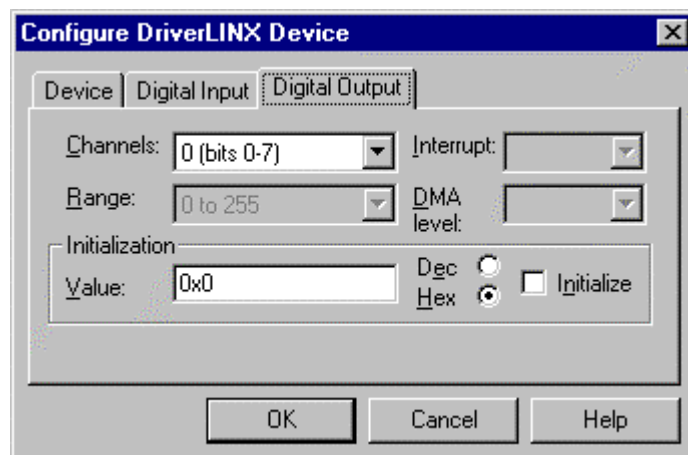 Configure DriverLINX Device
Device Digital Input Digital Output
Channels: 0 (bits 0-7) Interrupt:
Range: 0 to 255 DMA level:
Initialization
Value: 0x0 Dec Hex Initialize
OK Cancel Help